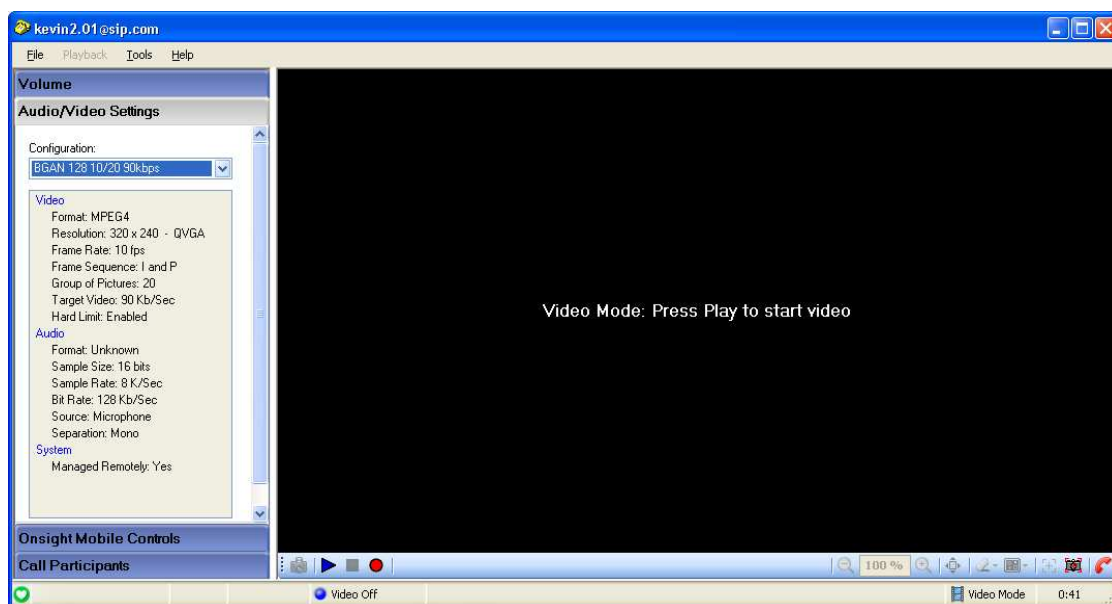 kevin2.01@sip.com
File Playback Tools Help
Volume
Audio/Video Settings
Configuration:
BGAN 128 10/20 90kbps
Video
Format: MPEG4
Resolution: 320 x 240 - QVGA
Frame Rate: 10 fps
Frame Sequence: I and P
Group of Pictures: 20
Target Video: 90 Kb/Sec
Hard Limit: Enabled
Audio
Format: Unknown
Sample Size: 16 bits
Sample Rate: 8 K/Sec
Bit Rate: 128 Kb/Sec
Source: Microphone
Separation: Mono
System
Managed Remotely: Yes
Video Mode: Press Play to start video
Onsight Mobile Controls
Call Participants
100 %
Video Off
Video Mode
0:41